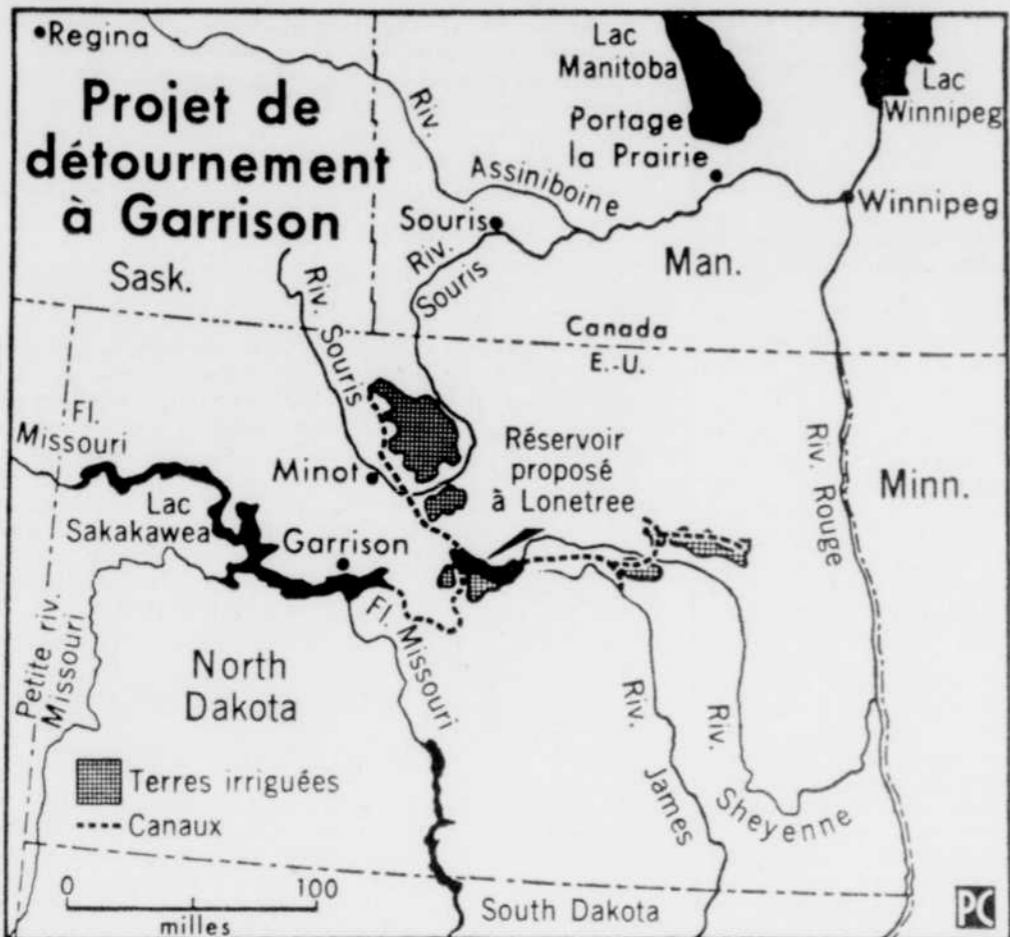 Regina
Projet de
détournement
à Garrison
Sask.
Lac
Manitoba
Lac
Winnipeg
Portage
la Prairie
Riv.
Assiniboine
Winnipeg
Souris
Riv.
Souris
Man.
Riv.
Souris
Canada
E.-U.
Fl.
Missouri
Minot
Réservoir
proposé
à Lonetree
Riv.
Rouge
Minn.
Lac
Sakakawea
Garrison
Fl. Missouri
Petite riv.
Missouri
North
Dakota
Riv.
James
Riv.
Sheyenne
Terres irriguées
Canaux
0 100
milles
South Dakota
PC